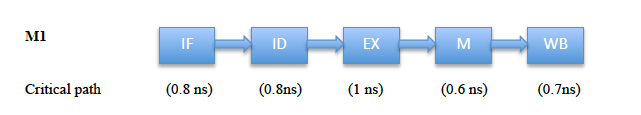 M1 IF ID EX M WB
Critical path (0.8 ns) (0.8ns) (1 ns) (0.6 ns) (0.7ns)